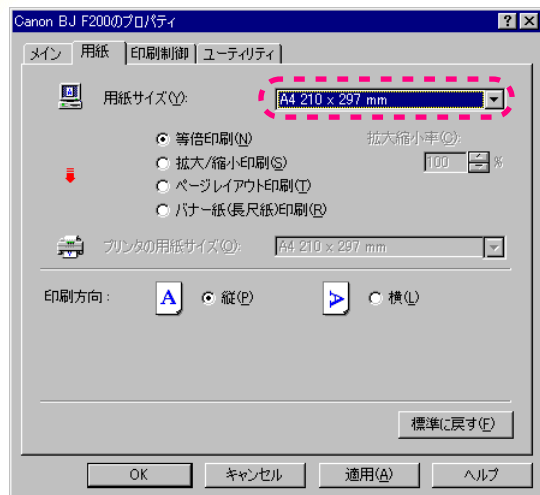 Canon BJ F200のプロパティ
メイン 用紙 印刷制御 ユーティリティ
用紙サイズ(Y): A4 210 x 297 mm
等倍印刷(N) 拡大縮小率(C):
拡大/縮小印刷(S) 100 %
ページレイアウト印刷(T)
バナー紙(長尺紙)印刷(R)
プリンタの用紙サイズ(O): A4 210 x 297 mm
印刷方向: A 縦(P) A 横(L)
標準に戻す(F)
OK キャンセル 適用(A) ヘルプ